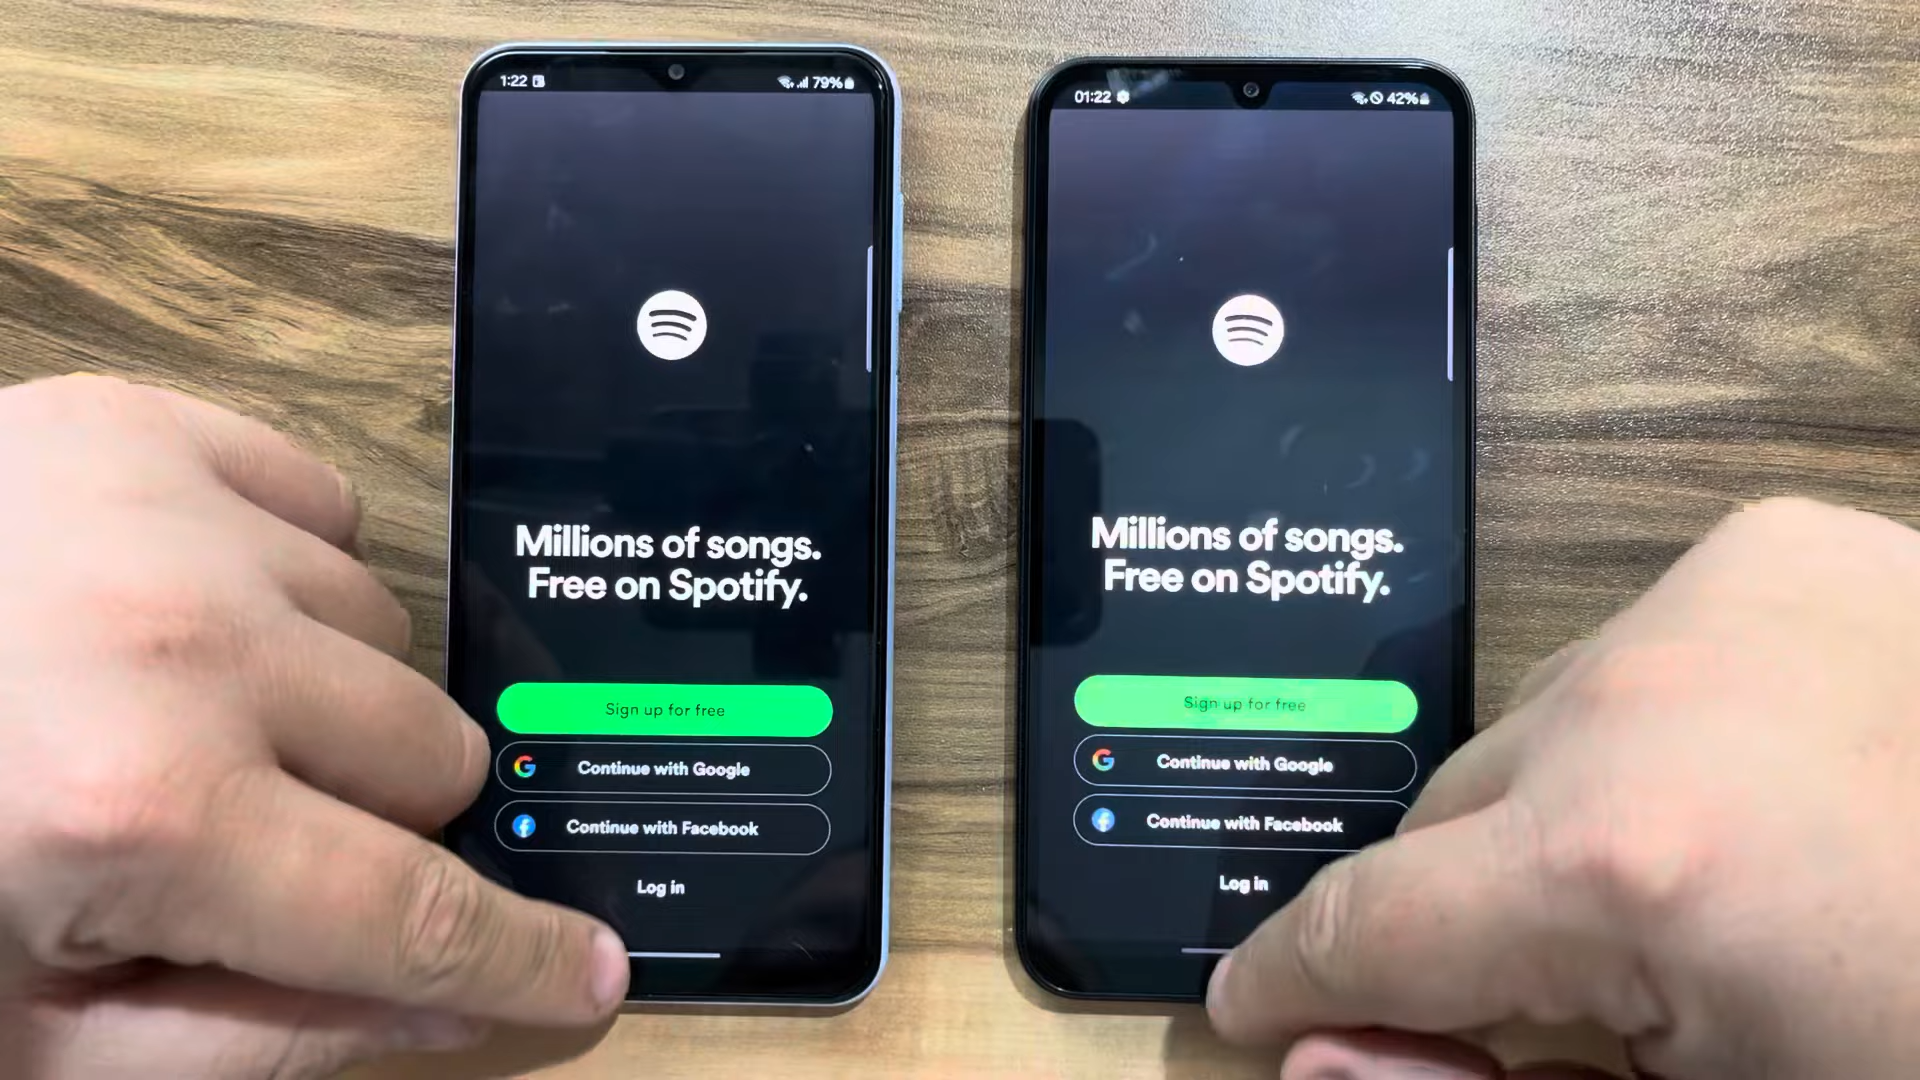 1:22
79%
Millions of songs.
Free on Spotify.
Sign up for free
Continue with Google
Continue with Facebook
Log in
01:22
42%
Millions of songs.
Free on Spotify.
Sign up for free
Continue with Google
Continue with Facebook
Log in